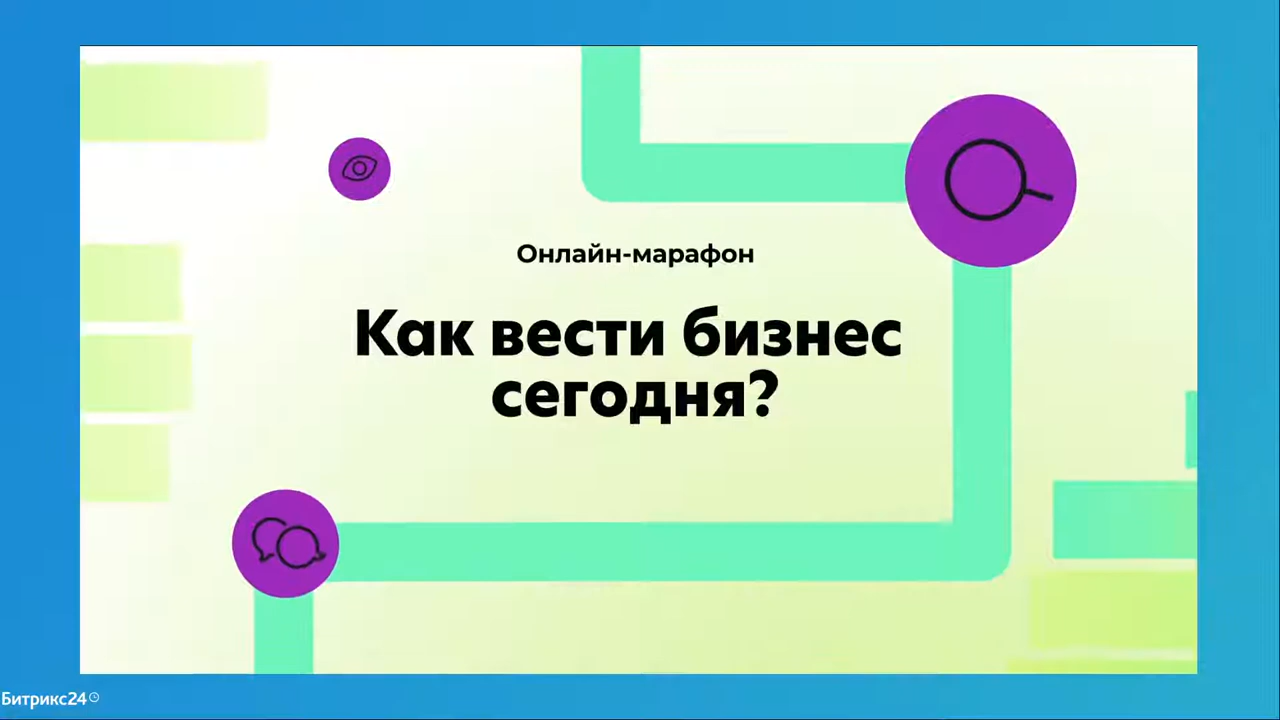 Онлайн-марафон
Как вести бизнес
сегодня?
Битрикс24